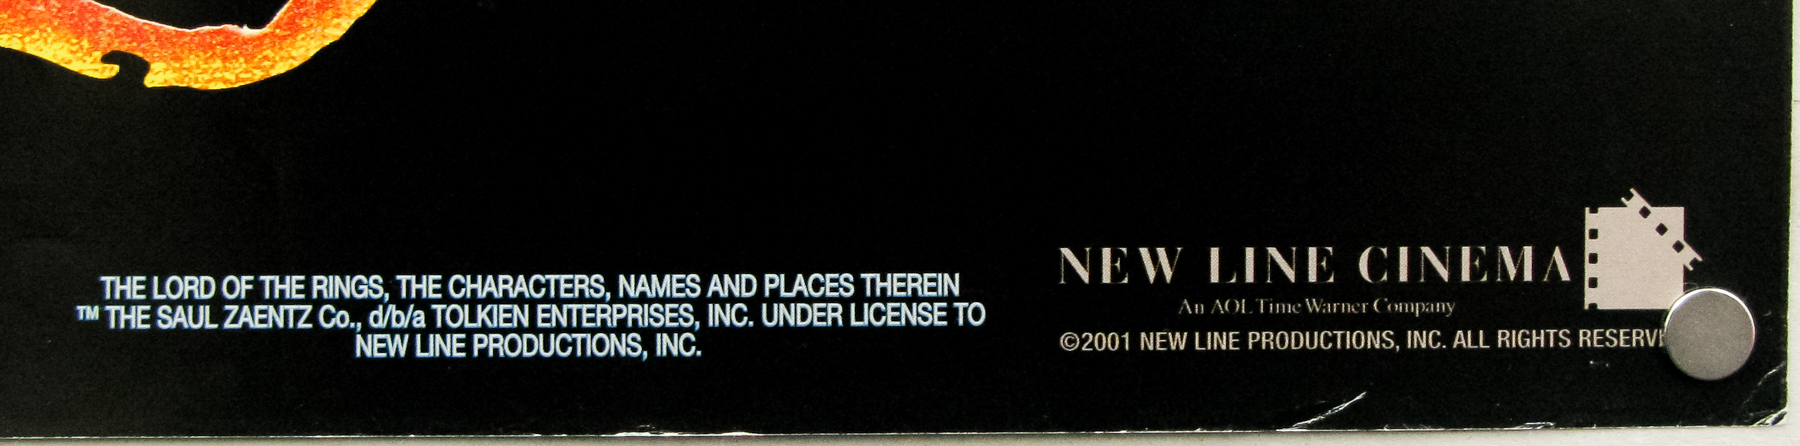 THE LORD OF THE RINGS, THE CHARACTERS, NAMES AND PLACES THEREIN
™ THE SAUL ZAENTZ Co., d/b/a TOLKIEN ENTERPRISES, INC. UNDER LICENSE TO
NEW LINE PRODUCTIONS, INC.
NEW LINE CINEMA
An AOL Time Warner Company
©2001 NEW LINE PRODUCTIONS, INC. ALL RIGHTS